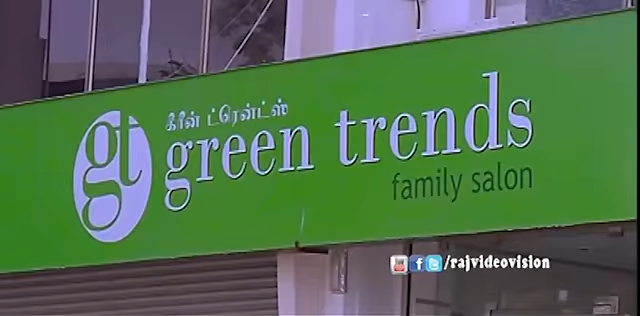 gt
கிரீன் ட்ரென்ட்ஸ்
green trends
family salon
/rajvideovision